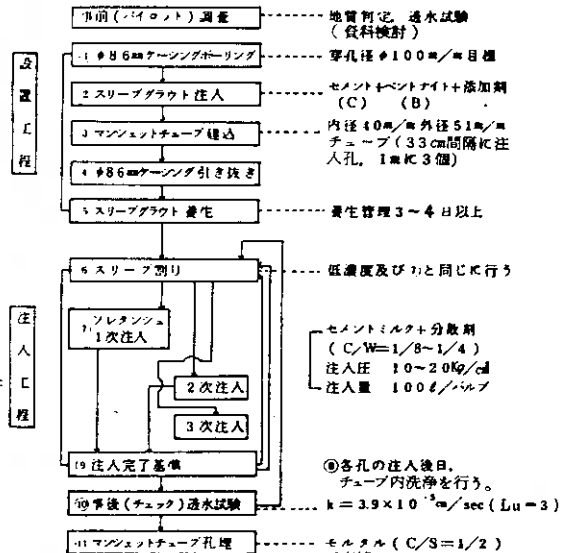 事前(パイロット)調査
地質判定,透水試験
(資料検討)
設置工程
1 φ86㎜ケーシングボーリング
穿孔径φ100m/m目標
2 スリーブグラウト注入
セメント+ベントナイト+添加剤
(C) (B)
3 マンシェットチューブ建込
内径40m/m外径51m/m
チューブ(33㎝間隔に注
入孔,1mに3個)
4 φ86㎜ケーシング引き抜き
5 スリーブグラウト養生
養生管理3~4日以上
注入工程
6 スリーブ割り
低濃度及び7)と同じに行う
7) ソレタンシュ
1次注入
セメントミルク+分散剤
(C/W=1/8~1/4)
注入圧 10~20Kg/㎠
注入量 100ℓ/バルブ
2次注入
3次注入
9 注入完了基準
⑧各孔の注入後日,
チューブ内洗浄を行う。
10 事後(チェック)透水試験
k=3.9×10⁻⁵㎝/sec(Lu=3)
11 マンシェットチューブ孔埋
モルタル(C/S=1/2)